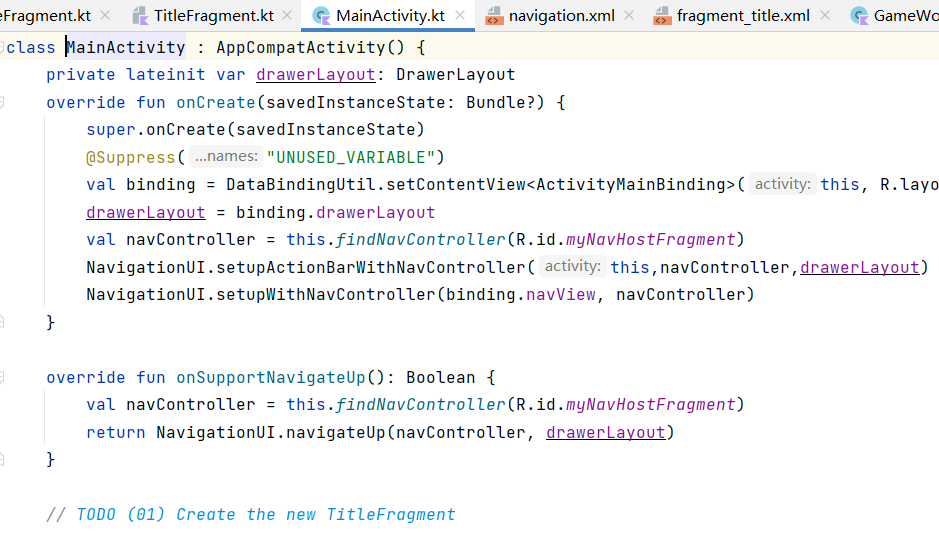 eFragment.kt TitleFragment.kt MainActivity.kt navigation.xml fragment_title.xml GameWo
class MainActivity : AppCompatActivity() {
private lateinit var drawerLayout: DrawerLayout
override fun onCreate(savedInstanceState: Bundle?) {
super.onCreate(savedInstanceState)
@Suppress( ...names: "UNUSED_VARIABLE")
val binding = DataBindingUtil.setContentView<ActivityMainBinding>( activity: this, R.layo
drawerLayout = binding.drawerLayout
val navController = this.findNavController(R.id.myNavHostFragment)
NavigationUI.setupActionBarWithNavController( activity: this,navController,drawerLayout)
NavigationUI.setupWithNavController(binding.navView, navController)
}
override fun onSupportNavigateUp(): Boolean {
val navController = this.findNavController(R.id.myNavHostFragment)
return NavigationUI.navigateUp(navController, drawerLayout)
}
// TODO (01) Create the new TitleFragment